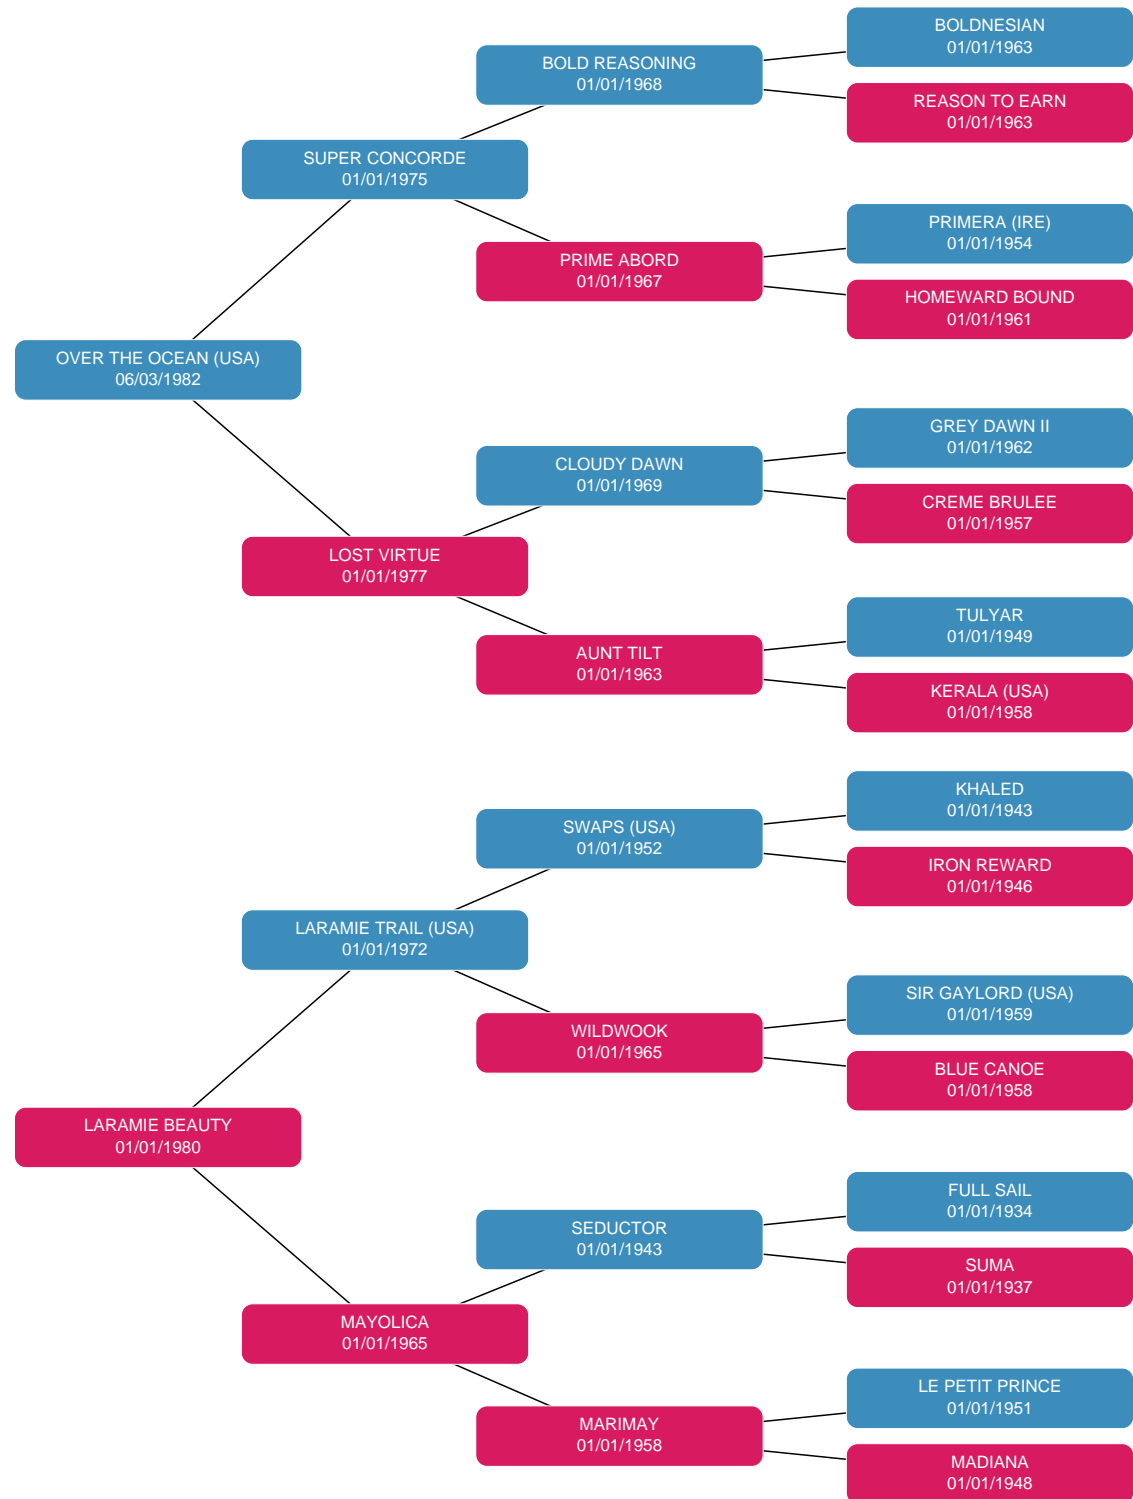 BOLDNESIAN
01/01/1963
BOLD REASONING
01/01/1968
REASON TO EARN
01/01/1963
SUPER CONCORDE
01/01/1975
PRIMERA (IRE)
01/01/1954
PRIME ABORD
01/01/1967
HOMEWARD BOUND
01/01/1961
OVER THE OCEAN (USA)
06/03/1982
GREY DAWN II
01/01/1962
CLOUDY DAWN
01/01/1969
CREME BRULEE
01/01/1957
LOST VIRTUE
01/01/1977
TULYAR
01/01/1949
AUNT TILT
01/01/1963
KERALA (USA)
01/01/1958
KHALED
01/01/1943
SWAPS (USA)
01/01/1952
IRON REWARD
01/01/1946
LARAMIE TRAIL (USA)
01/01/1972
SIR GAYLORD (USA)
01/01/1959
WILDWOOK
01/01/1965
BLUE CANOE
01/01/1958
LARAMIE BEAUTY
01/01/1980
FULL SAIL
01/01/1934
SEDUCTOR
01/01/1943
SUMA
01/01/1937
MAYOLICA
01/01/1965
LE PETIT PRINCE
01/01/1951
MARIMAY
01/01/1958
MADIANA
01/01/1948